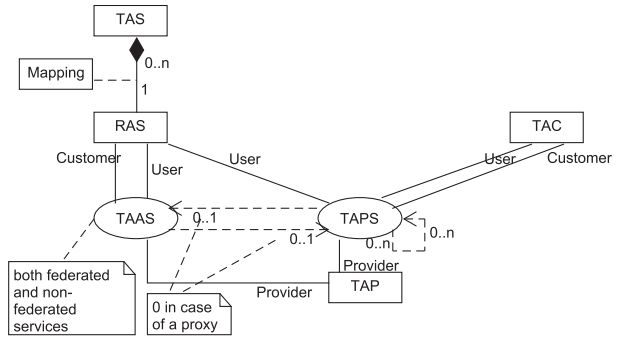 TAS
0..n
Mapping
1
RAS
TAC
Customer
User
User
User
Customer
TAAS
0..1
TAPS
0..1
0..n
0..n
both federated
and non-
federated
services
Provider
0 in case
of a proxy
Provider
TAP